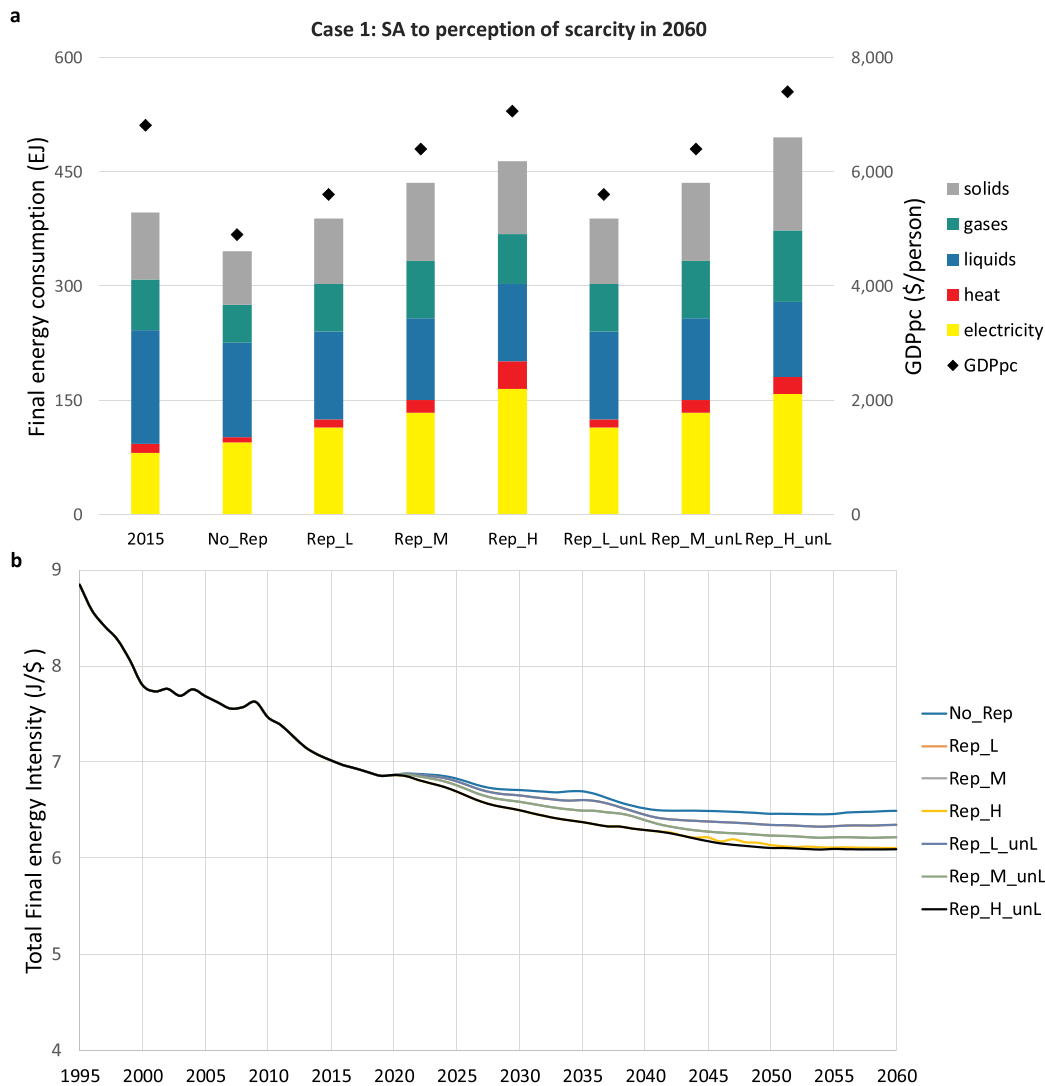 a
Case 1: SA to perception of scarcity in 2060
Final energy consumption (EJ)
600
450
300
150
0
8,000
6,000
4,000
2,000
0
GDPpc ($/person)
2015 No_Rep Rep_L Rep_M Rep_H Rep_L_unL Rep_M_unL Rep_H_unL
solids
gases
liquids
heat
electricity
GDPpc
b
Total Final energy Intensity (J/$ )
9
8
7
6
5
4
1995 2000 2005 2010 2015 2020 2025 2030 2035 2040 2045 2050 2055 2060
No_Rep
Rep_L
Rep_M
Rep_H
Rep_L_unL
Rep_M_unL
Rep_H_unL